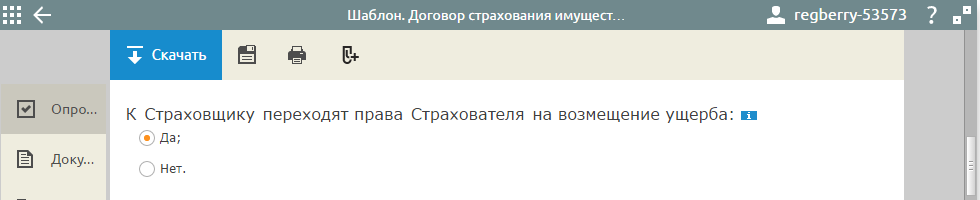 Шаблон. Договор страхования имущест...
regberry-53573
?
Скачать
К Страховщику переходят права Страхователя на возмещение ущерба:
i
Опро...
Да;
Доку...
Нет.